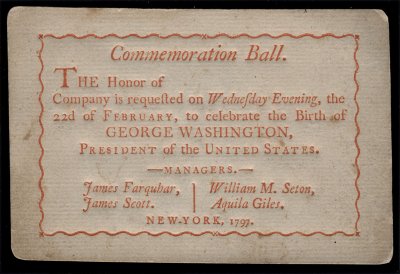 Commemoration Ball.
THE Honor of
Company is requeſted on Wedneſday Evening, the
22d of FEBRUARY, to celebrate the Birth of
GEORGE WASHINGTON,
PRESIDENT of the UNITED STATES.
—MANAGERS.—
James Farquhar, William M. Seton,
James Scott. Aquila Giles.
NEW-YORK, 1797.